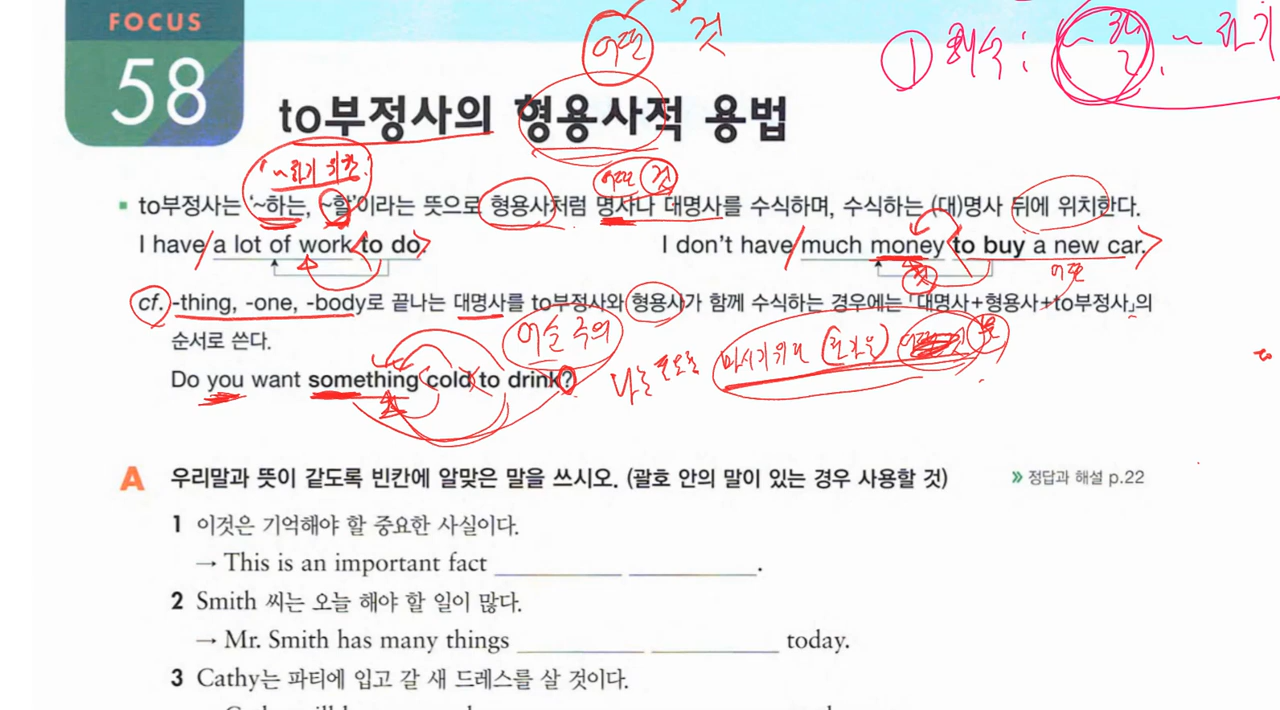 FOCUS
58
어떤 것
① 형용사적 용법
to부정사의 형용사적 용법
'~하기 위한'
어떤 것
▪ to부정사는 '~하는, ~할'이라는 뜻으로 형용사처럼 명사나 대명사를 수식하며, 수식하는 (대)명사 뒤에 위치한다.
I have a lot of work to do.
I don't have much money to buy a new car.
cf. -thing, -one, -body로 끝나는 대명사를 to부정사와 형용사가 함께 수식하는 경우에는 「대명사+형용사+to부정사」의
순서로 쓴다.
어순 주의
Do you want something cold to drink?
A 우리말과 뜻이 같도록 빈칸에 알맞은 말을 쓰시오. (괄호 안의 말이 있는 경우 사용할 것)
» 정답과 해설 p.22
1 이것은 기억해야 할 중요한 사실이다.
→ This is an important fact ______ ______.
2 Smith 씨는 오늘 해야 할 일이 많다.
→ Mr. Smith has many things ______ ______ today.
3 Cathy는 파티에 입고 갈 새 드레스를 살 것이다.